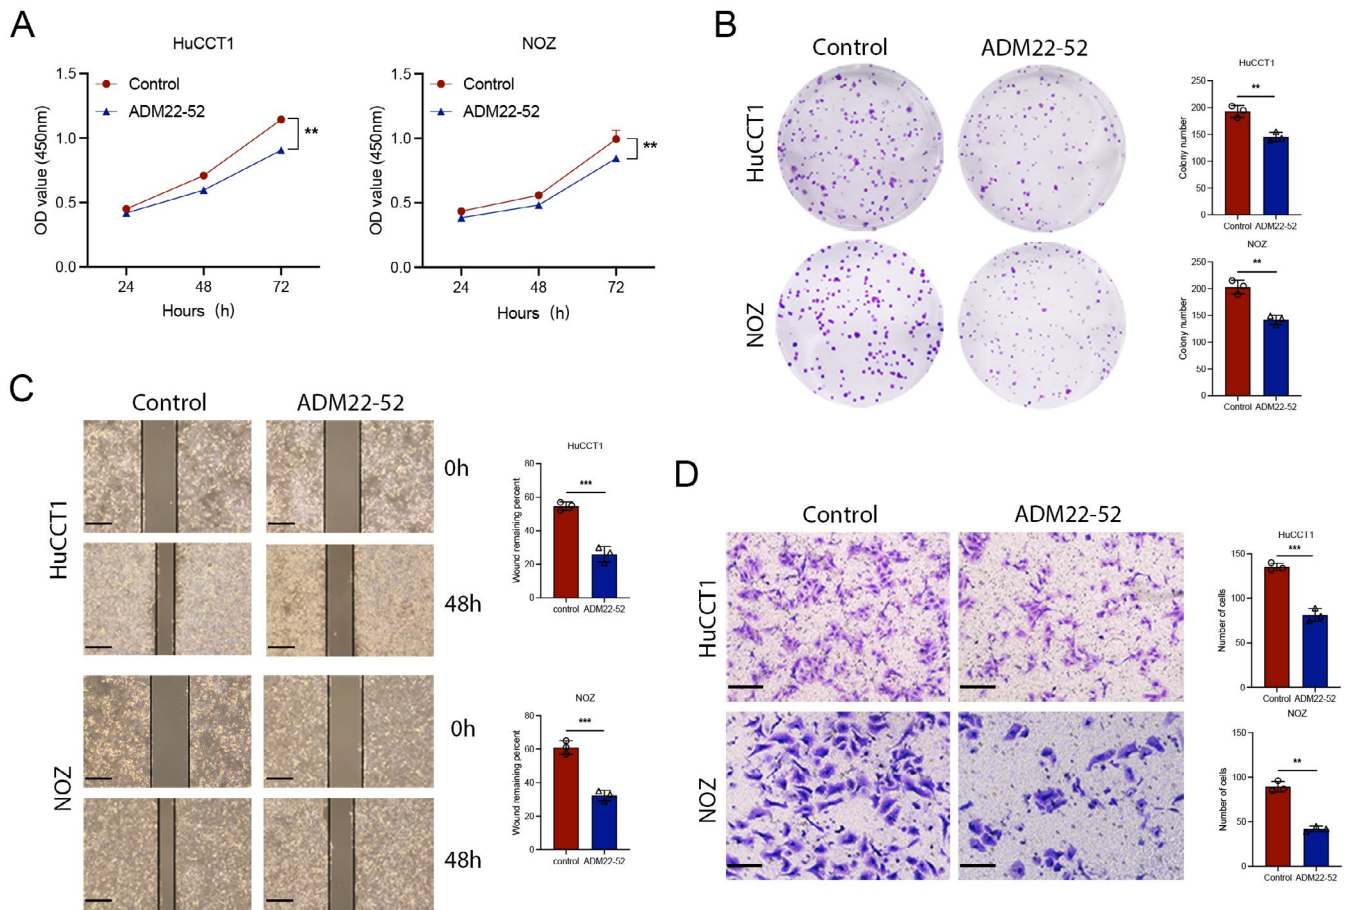 A
HuCCT1
Control
ADM22-52
OD value (450nm)
1.5
1.0
0.5
0.0
**
24
48
72
Hours (h)
NOZ
Control
ADM22-52
OD value (450nm)
1.5
1.0
0.5
0.0
**
24
48
72
Hours (h)
B
Control
ADM22-52
HuCCT1
NOZ
HuCCT1
Colony number
250
200
150
100
50
0
**
Control
ADM22-52
NOZ
Colony number
250
200
150
100
50
0
**
Control
ADM22-52
C
Control
ADM22-52
HuCCT1
0h
48h
NOZ
0h
48h
HuCCT1
Wound remaining percent
80
60
40
20
0
***
control
ADM22-52
NOZ
Wound remaining percent
80
60
40
20
0
***
control
ADM22-52
D
Control
ADM22-52
HuCCT1
NOZ
HuCCT1
Number of cells
150
100
50
0
***
Control
ADM22-52
NOZ
Number of cells
150
100
50
0
**
Control
ADM22-52